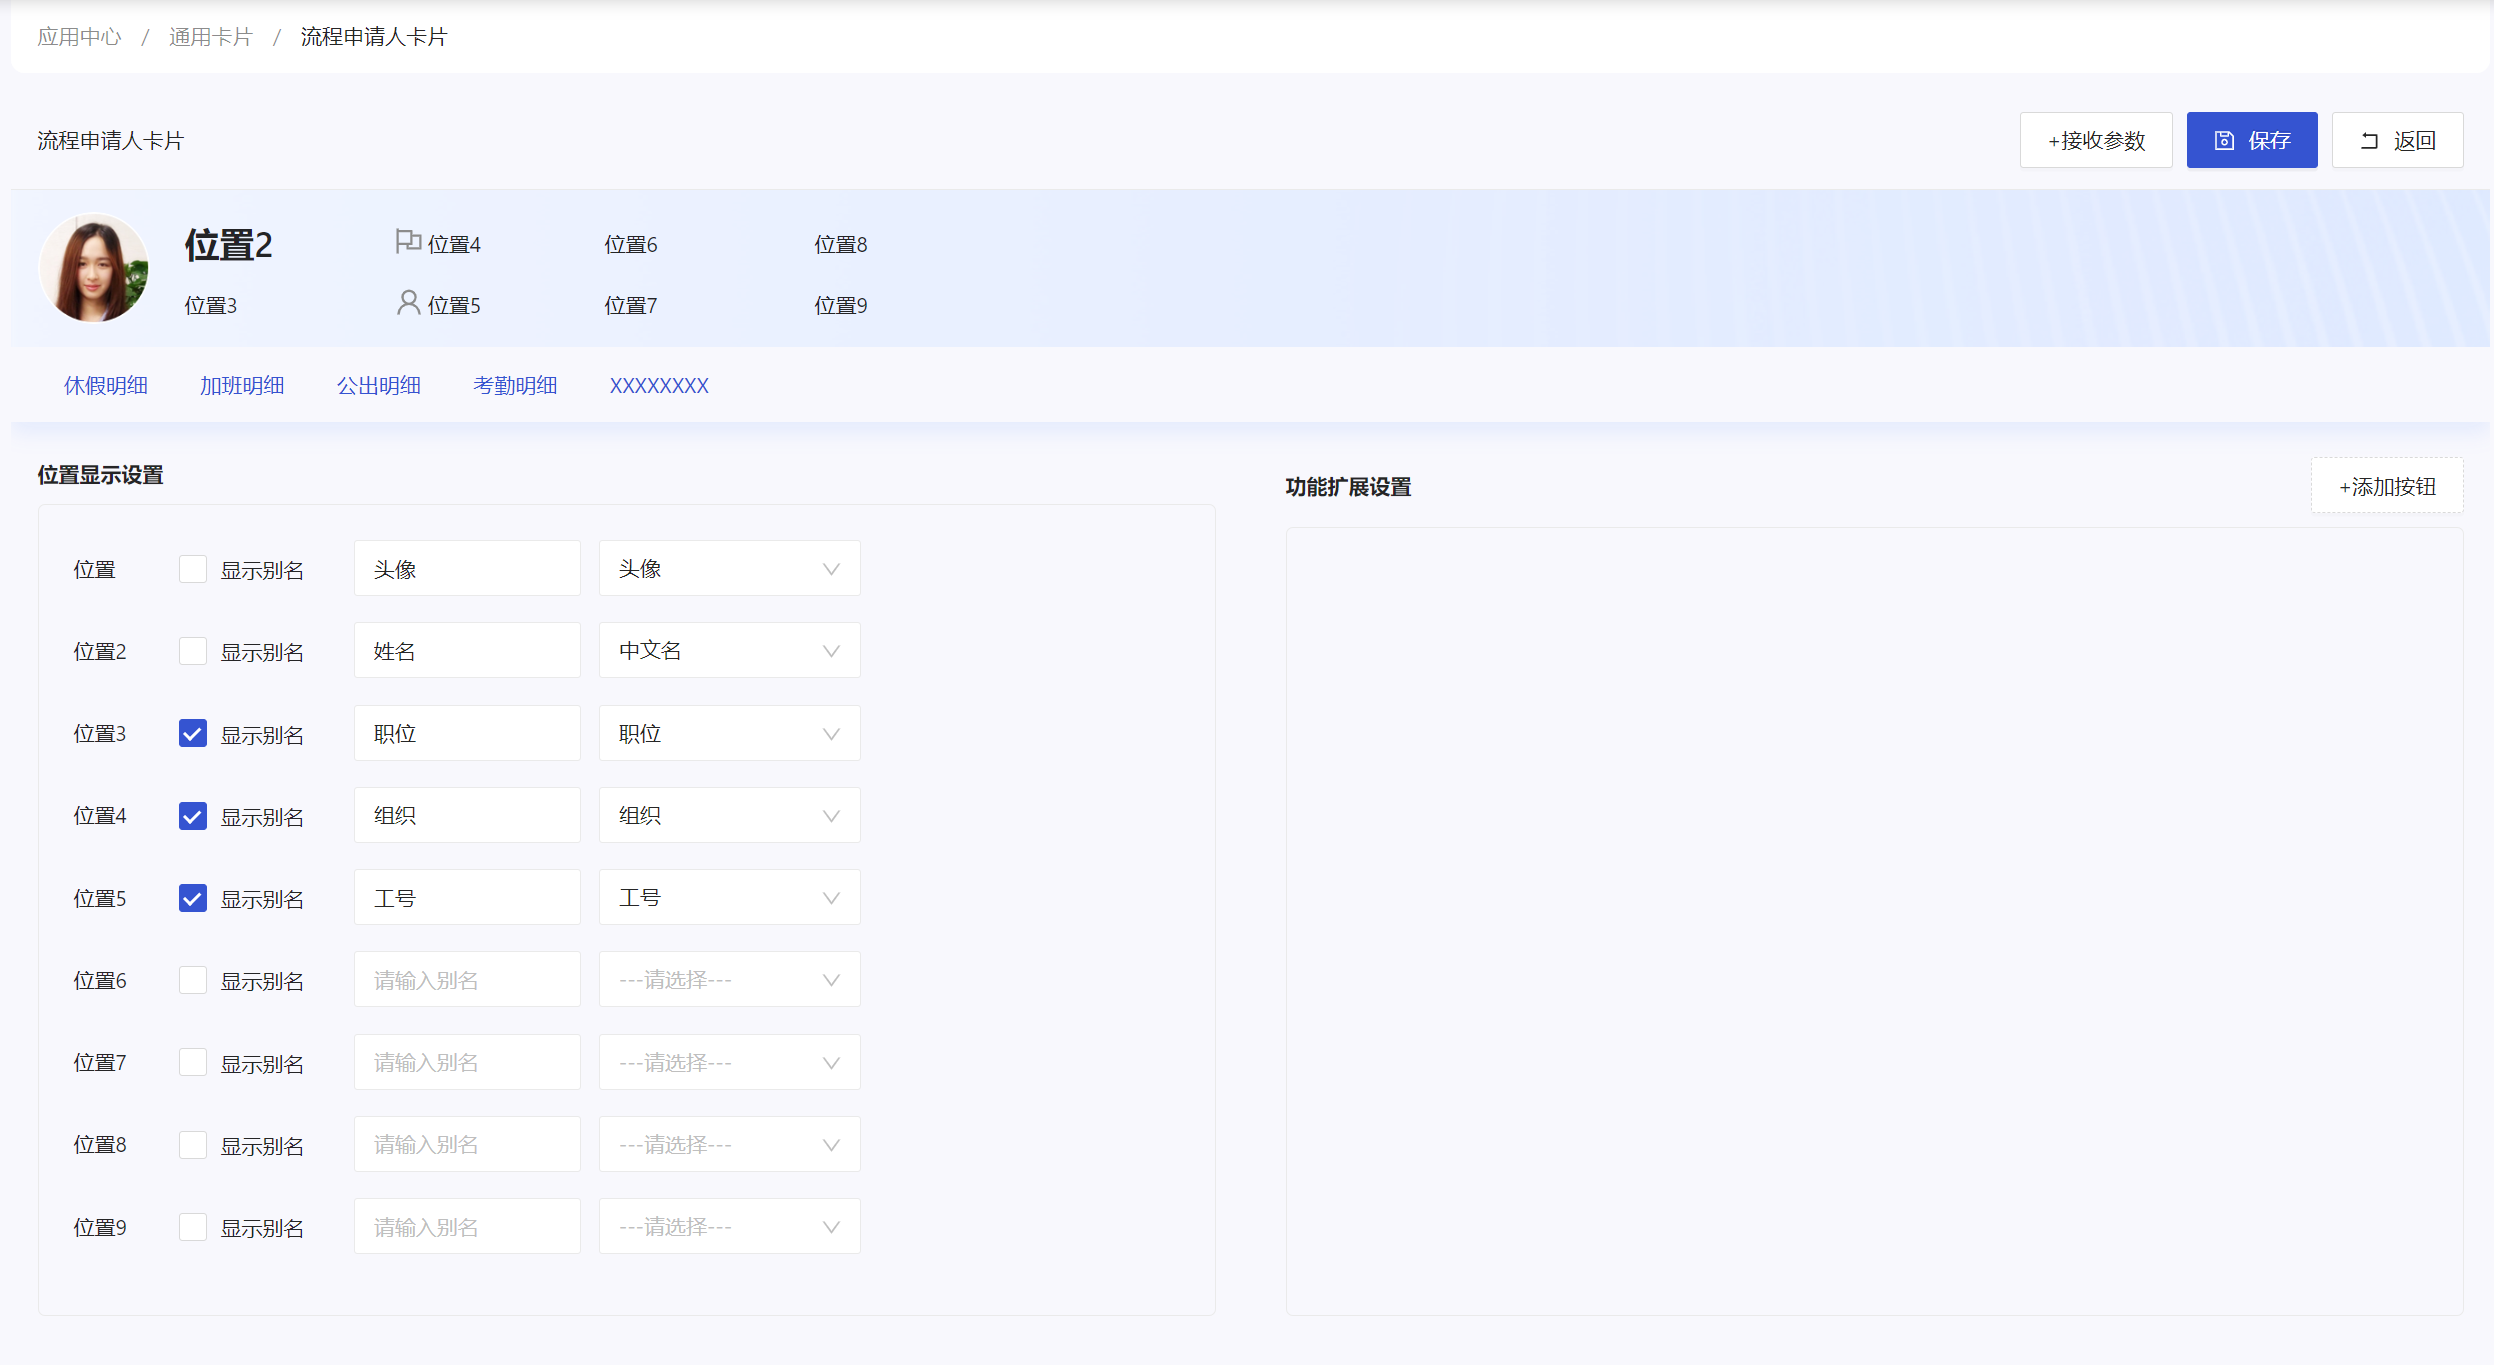 应用中心 / 通用卡片 / 流程申请人卡片
流程申请人卡片
+接收参数 保存 返回
位置2 位置4 位置6 位置8
位置3 位置5 位置7 位置9
休假明细 加班明细 公出明细 考勤明细 XXXXXXXX
位置显示设置
位置 显示别名 头像 头像
位置2 显示别名 姓名 中文名
位置3 显示别名 职位 职位
位置4 显示别名 组织 组织
位置5 显示别名 工号 工号
位置6 显示别名 请输入别名 ---请选择---
位置7 显示别名 请输入别名 ---请选择---
位置8 显示别名 请输入别名 ---请选择---
位置9 显示别名 请输入别名 ---请选择---
功能扩展设置 +添加按钮